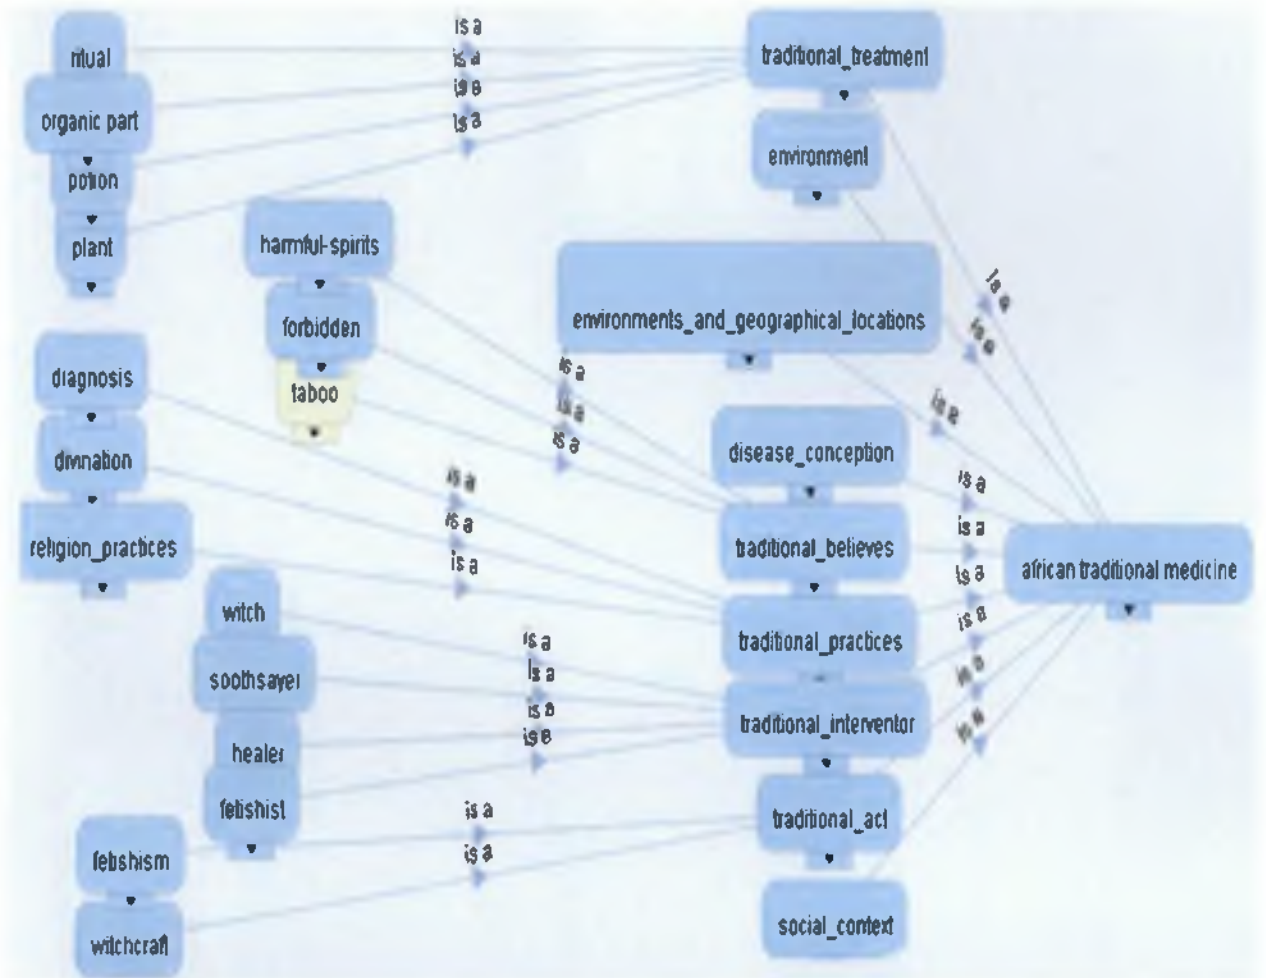 is a
ritual
traditional_treatment
is a
is a
organic part
is a
environment
potion
plant
harmful-spirits
is a
environments_and_geographical_locations
forbidden
is a
diagnosis
is a
taboo
is a
is a
is a
disease_conception
divination
is a
is a
is a
is a
religion_practices
traditional_believes
is a
is a
african traditional medicine
witch
is a
is a
traditional_practices
soothsayer
is a
is a
is a
traditional_interventor
is a
healer
is a
fetishist
is a
traditional_act
fetishism
is a
social_context
witchcraft